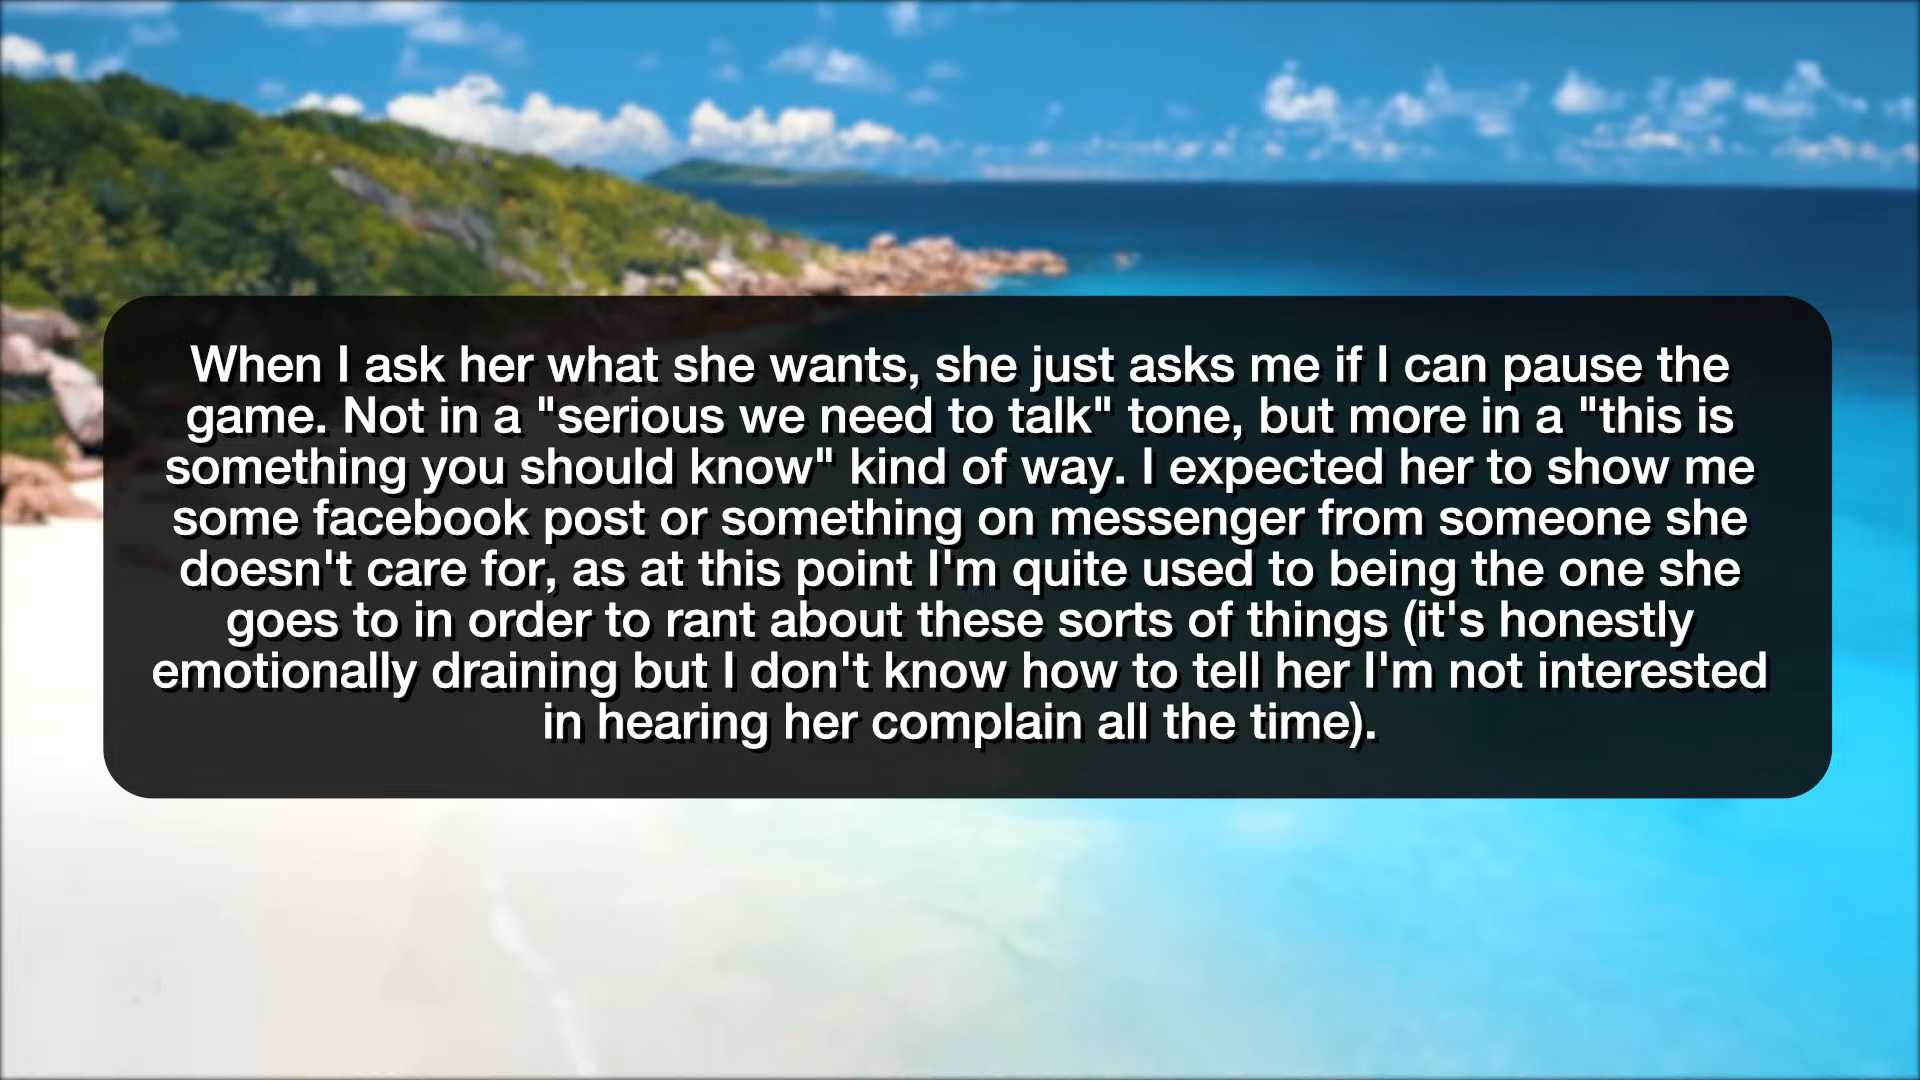 When I ask her what she wants, she just asks me if I can pause the
game. Not in a "serious we need to talk" tone, but more in a "this is
something you should know" kind of way. I expected her to show me
some facebook post or something on messenger from someone she
doesn't care for, as at this point I'm quite used to being the one she
goes to in order to rant about these sorts of things (it's honestly
emotionally draining but I don't know how to tell her I'm not interested
in hearing her complain all the time).